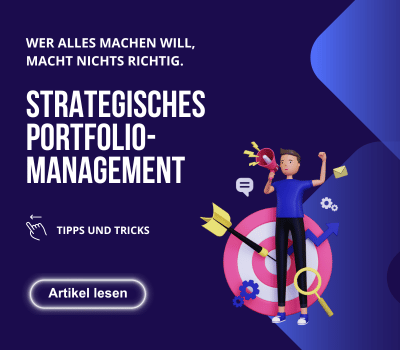 WER ALLES MACHEN WILL,
MACHT NICHTS RICHTIG.
STRATEGISCHES
PORTFOLIO-
MANAGEMENT
TIPPS UND TRICKS
Artikel lesen